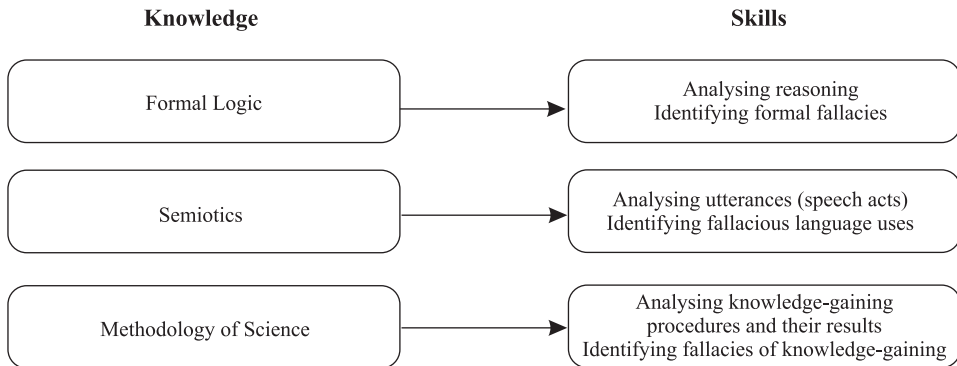 Knowledge
Skills
Formal Logic
Analysing reasoning
Identifying formal fallacies
Semiotics
Analysing utterances (speech acts)
Identifying fallacious language uses
Methodology of Science
Analysing knowledge-gaining
procedures and their results
Identifying fallacies of knowledge-gaining